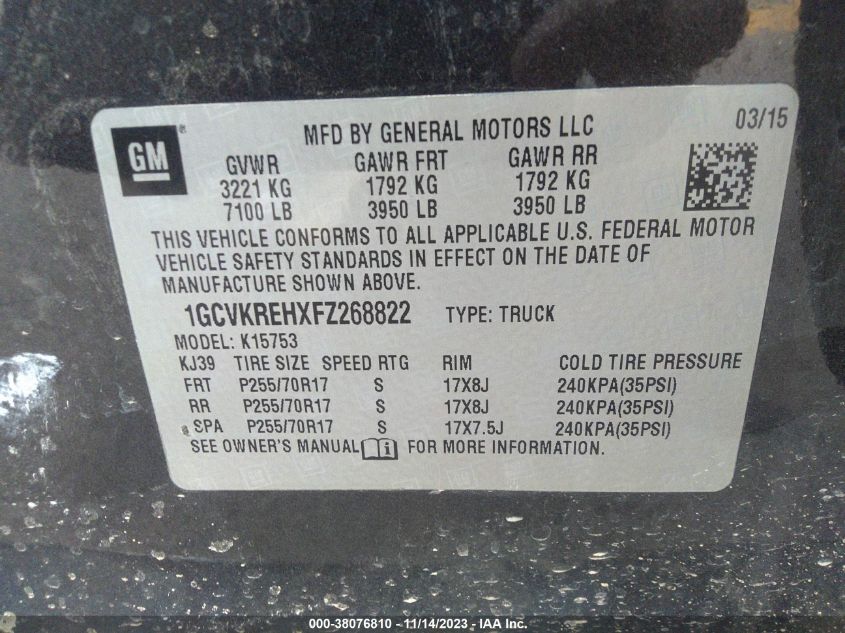 GM ®
MFD BY GENERAL MOTORS LLC
03/15
GVWR GAWR FRT GAWR RR
3221 KG 1792 KG 1792 KG
7100 LB 3950 LB 3950 LB
THIS VEHICLE CONFORMS TO ALL APPLICABLE U.S. FEDERAL MOTOR
VEHICLE SAFETY STANDARDS IN EFFECT ON THE DATE OF
MANUFACTURE SHOWN ABOVE.
1GCVKREHXFZ268822 TYPE: TRUCK
MODEL: K15753
KJ39 TIRE SIZE SPEED RTG RIM COLD TIRE PRESSURE
FRT P255/70R17 S 17X8J 240KPA(35PSI)
RR P255/70R17 S 17X8J 240KPA(35PSI)
SPA P255/70R17 S 17X7.5J 240KPA(35PSI)
SEE OWNER'S MANUAL i FOR MORE INFORMATION.
000-38076810 - 11/14/2023 - IAA Inc.